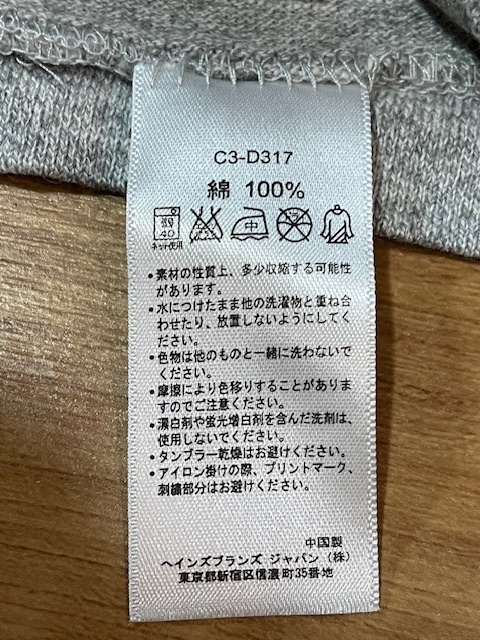 C3-D317
綿 100%
弱
40
中
ネット使用
•素材の性質上、多少収縮する可能性
があります。
•水につけたまま他の洗濯物と重ね合
わせたり、放置しないようにしてく
ださい。
•色物は他のものと一緒に洗わないで
ください。
•摩擦により色移りすることがありま
すのでご注意ください。
•漂白剤や蛍光増白剤を含んだ洗剤は、
使用しないでください。
•タンブラー乾燥はお避けください。
•アイロン掛けの際、プリントマーク、
刺繍部分はお避けください。
中国製
ヘインズブランズ ジャパン (株)
東京都新宿区信濃町35番地